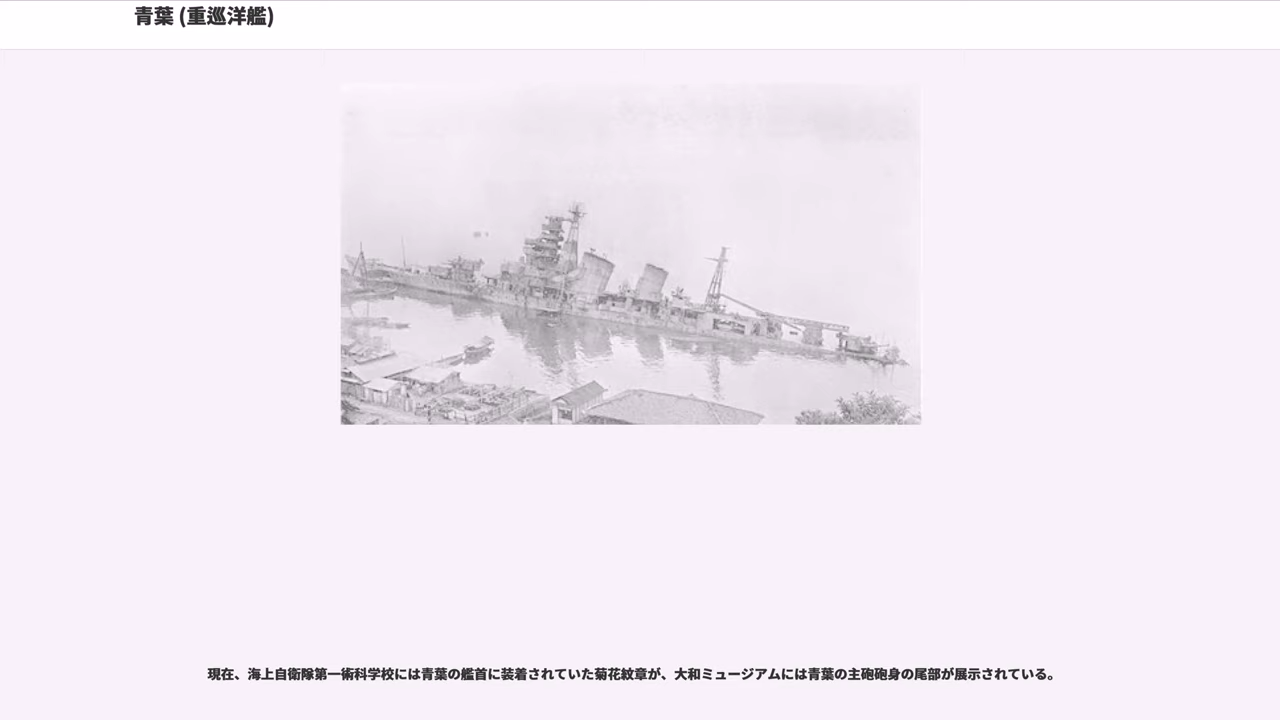 青葉 (重巡洋艦)
現在、海上自衛隊第一術科学校には青葉の艦首に装着されていた菊花紋章が、大和ミュージアムには青葉の主砲砲身の尾部が展示されている。